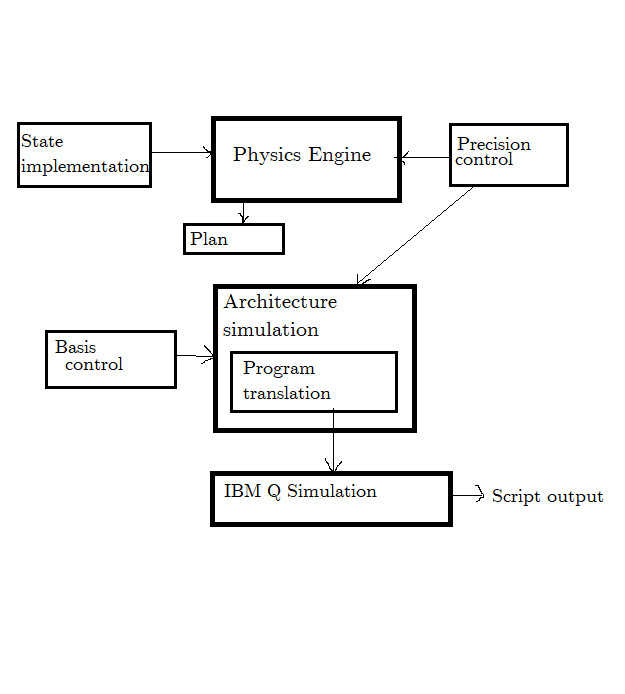 State
implementation
Physics Engine
Precision
control
Plan
Architecture
simulation
Basis
control
Program
translation
IBM Q Simulation
Script output